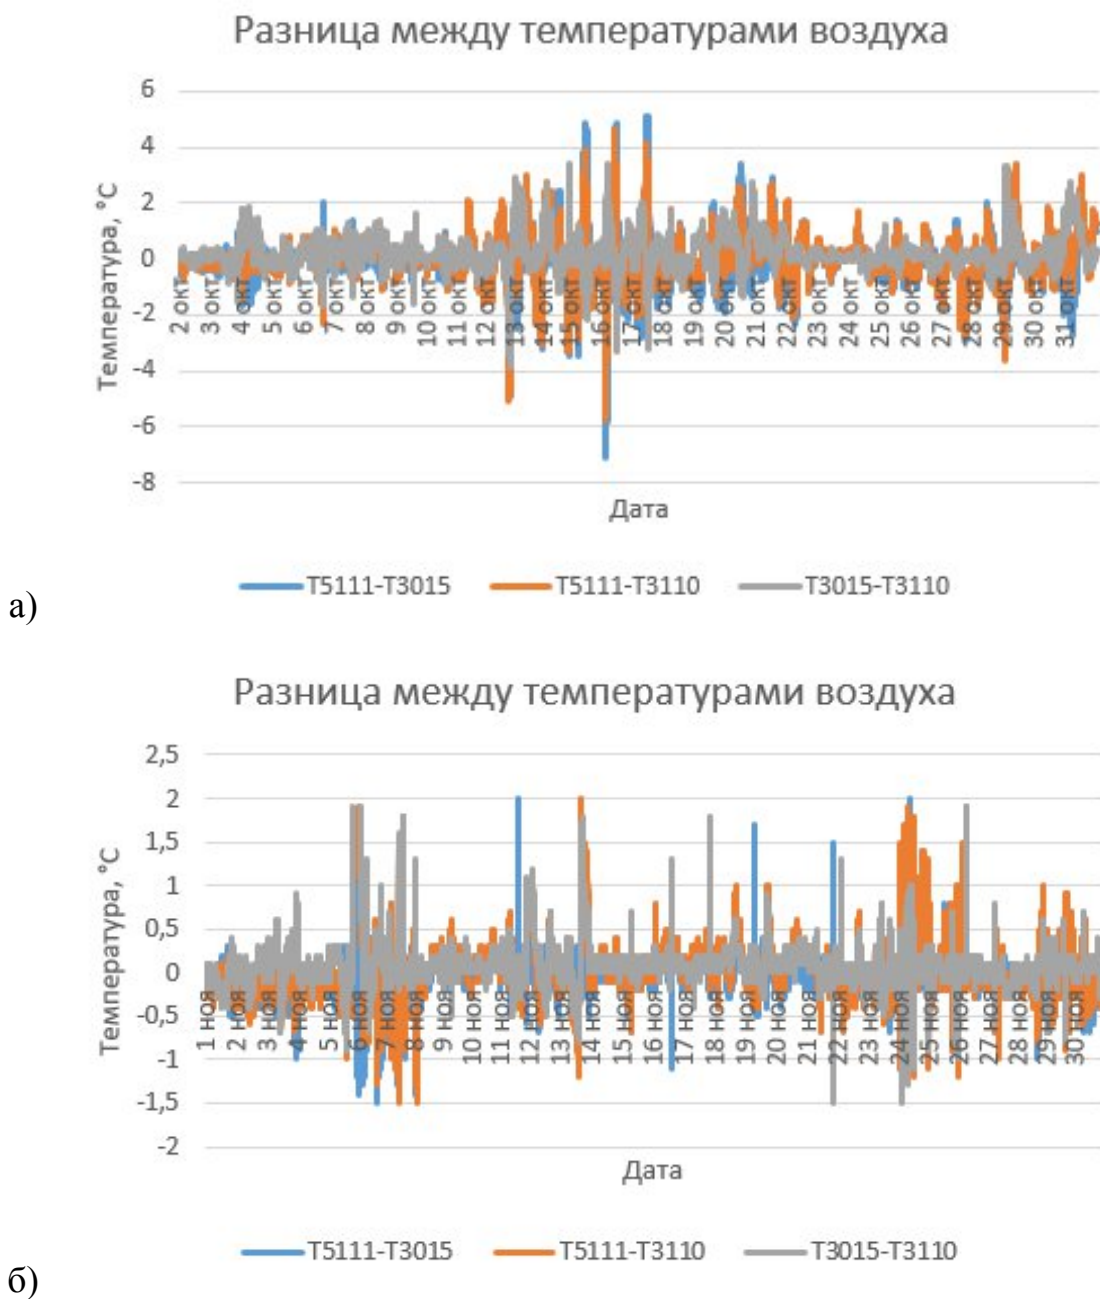 Разница между температурами воздуха
6
4
2
0
-2
-4
-6
-8
Температура, °C
2 окт 3 окт 4 окт 5 окт 6 окт 7 окт 8 окт 9 окт 10 окт 11 окт 12 окт 13 окт 14 окт 15 окт 16 окт 17 окт 18 окт 19 окт 20 окт 21 окт 22 окт 23 окт 24 окт 25 окт 26 окт 27 окт 28 окт 29 окт 30 окт 31 окт
Дата
T5111-T3015 T5111-T3110 T3015-T3110
а)
Разница между температурами воздуха
2,5
2
1,5
1
0,5
0
-0,5
-1
-1,5
-2
Температура, °C
1 ноя 2 ноя 3 ноя 4 ноя 5 ноя 6 ноя 7 ноя 8 ноя 9 ноя 10 ноя 11 ноя 12 ноя 13 ноя 14 ноя 15 ноя 16 ноя 17 ноя 18 ноя 19 ноя 20 ноя 21 ноя 22 ноя 23 ноя 24 ноя 25 ноя 26 ноя 27 ноя 28 ноя 29 ноя 30 ноя
Дата
T5111-T3015 T5111-T3110 T3015-T3110
б)